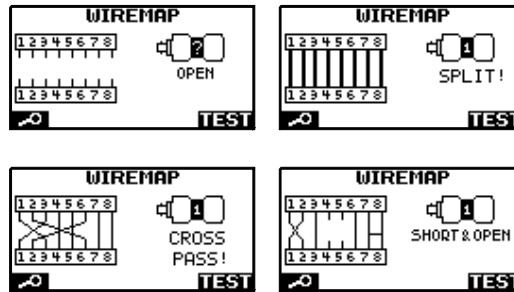 WIREMAP
12345678
?
OPEN
12345678
TEST
WIREMAP
12345678
1
SPLIT!
12345678
TEST
WIREMAP
12345678
1
CROSS
PASS!
12345678
TEST
WIREMAP
12345678
1
SHORT&OPEN
12345678
TEST